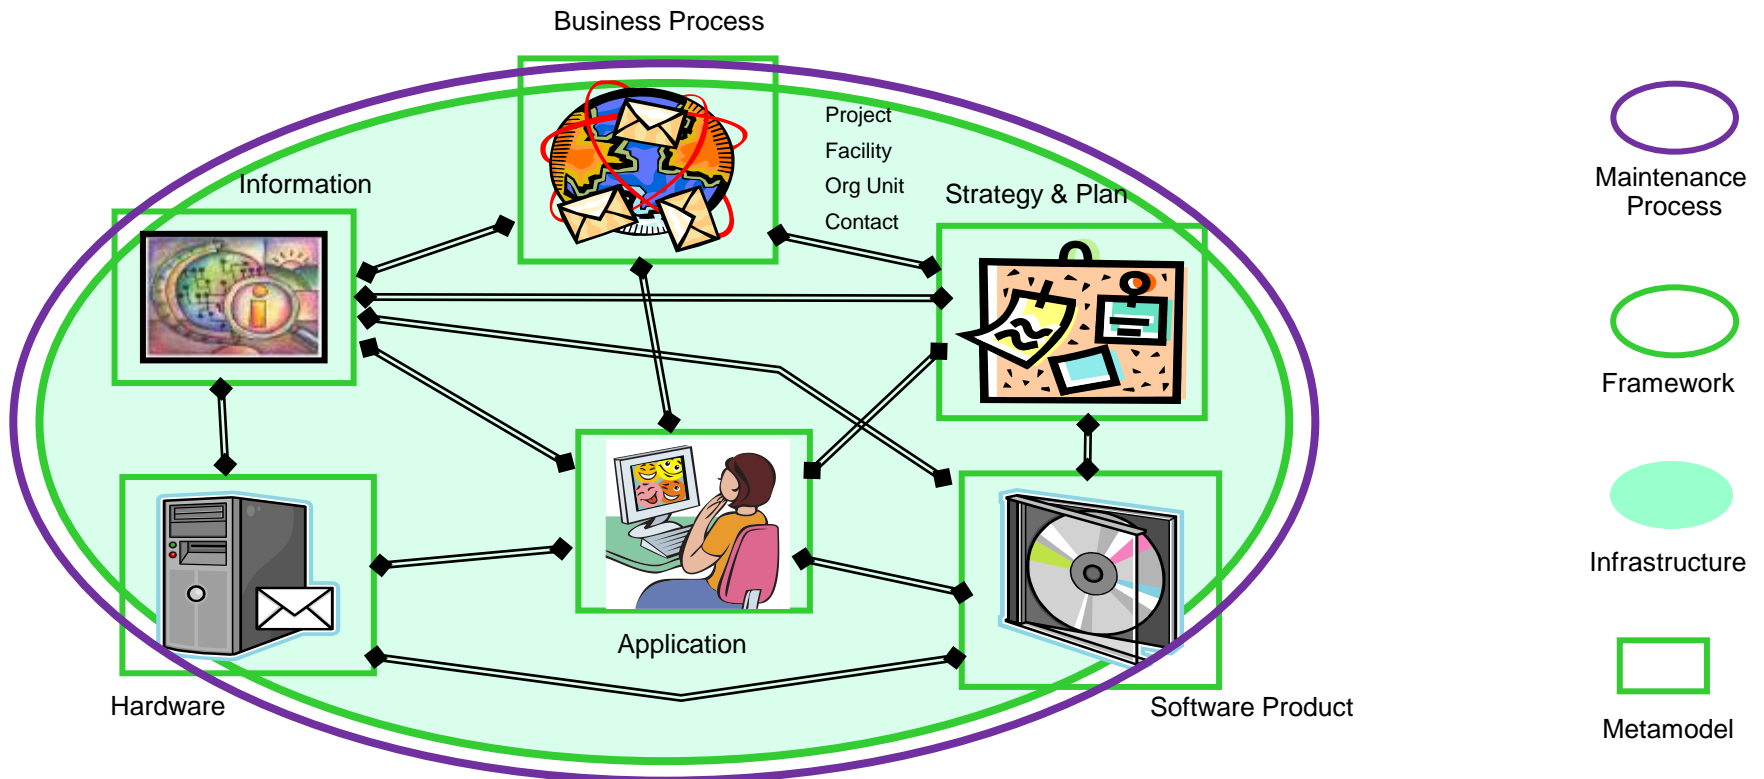 Business Process
Project
Facility
Org Unit
Contact
Information
Strategy & Plan
Application
Hardware
Software Product
Maintenance
Process
Framework
Infrastructure
Metamodel